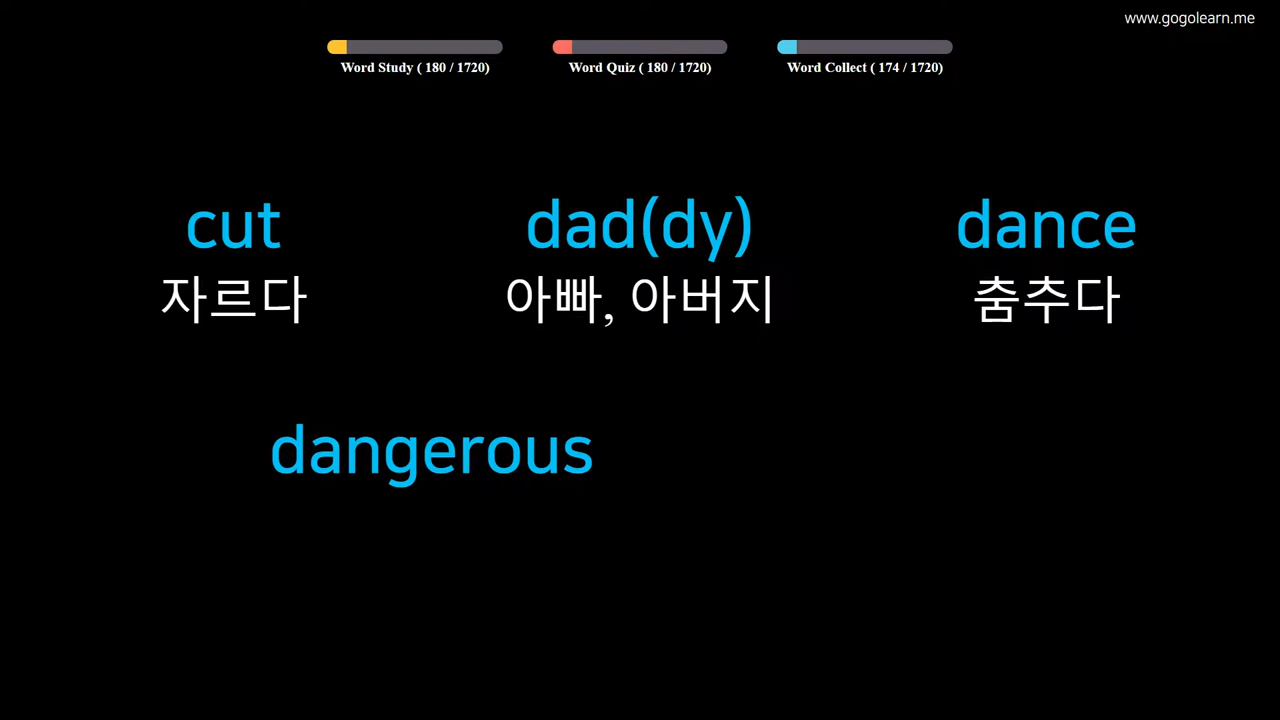 www.gogolearn.me
Word Study ( 180 / 1720)
Word Quiz ( 180 / 1720)
Word Collect ( 174 / 1720)
cut
자르다
dad(dy)
아빠, 아버지
dance
춤추다
dangerous